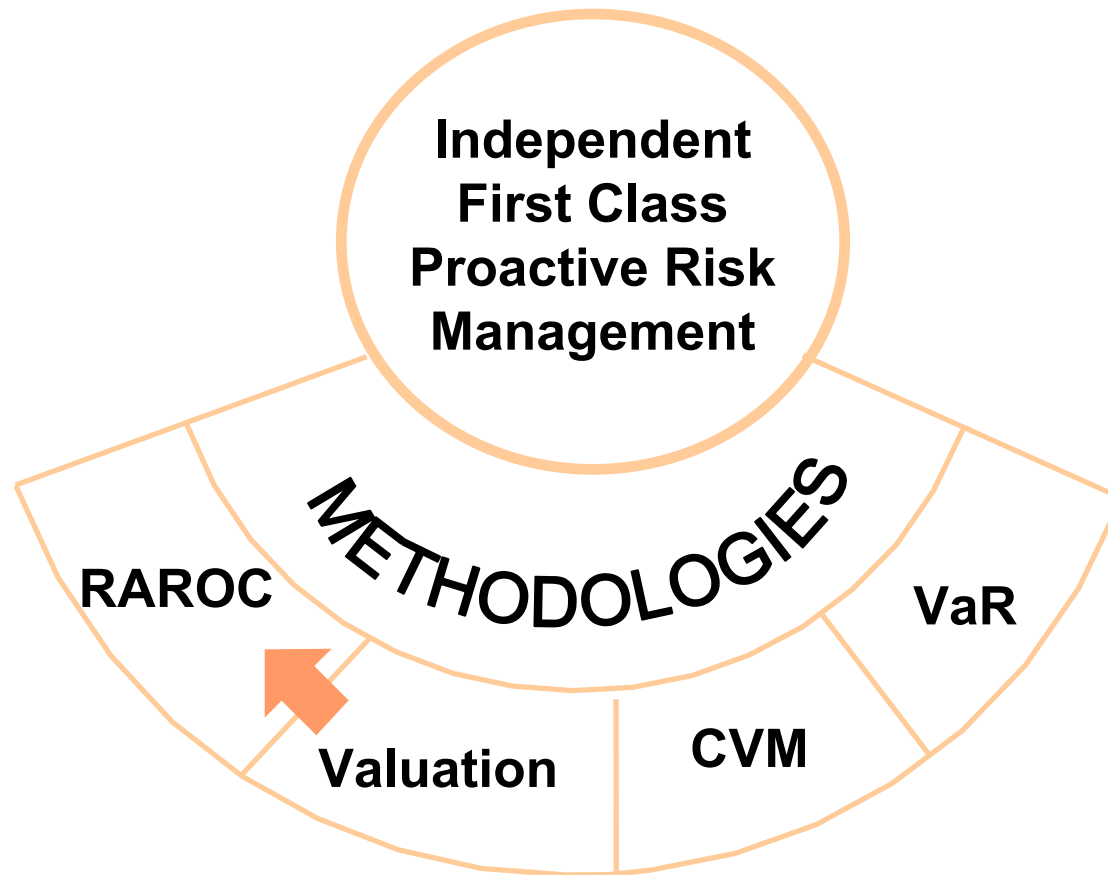 Independent
First Class
Proactive Risk
Management
METHODOLOGIES
RAROC
Valuation
CVM
VaR